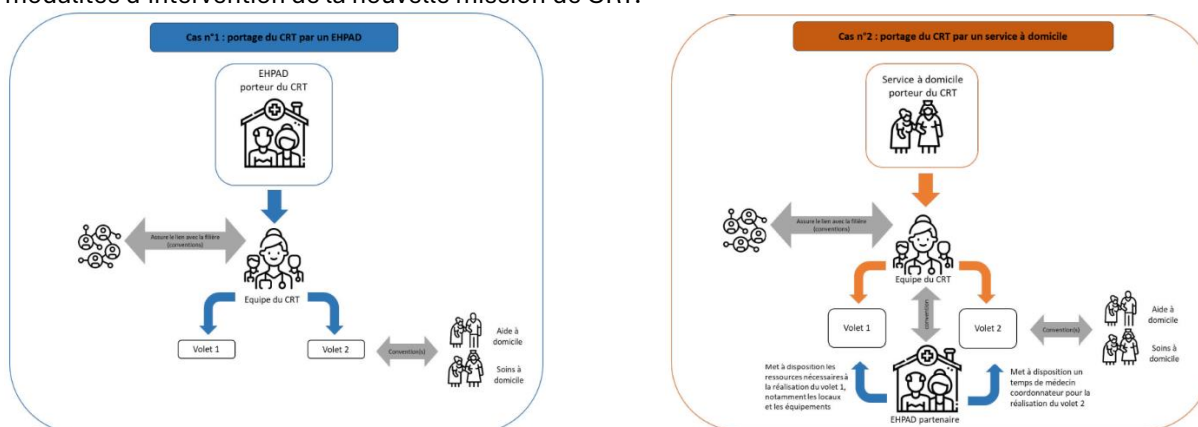 modalités d'intervention de la nouvelle mission de CRT.
Cas n°1 : portage du CRT par un EHPAD
EHPAD
porteur du CRT
Assure le lien avec la filière
(conventions)
Equipe du CRT
Volet 1
Volet 2
Convention(s)
Aide à
domicile
Soins à
domicile
Cas n°2 : portage du CRT par un service à domicile
Service à domicile
porteur du CRT
Assure le lien avec la filière
(conventions)
Equipe du CRT
Volet 1
convention
Volet 2
Convention(s)
Aide à
domicile
Soins à
domicile
Met à disposition les
ressources nécessaires à
la réalisation du volet 1,
notamment les locaux
et les équipements
Met à disposition un
temps de médecin
coordonnateur pour la
réalisation du volet 2
EHPAD partenaire